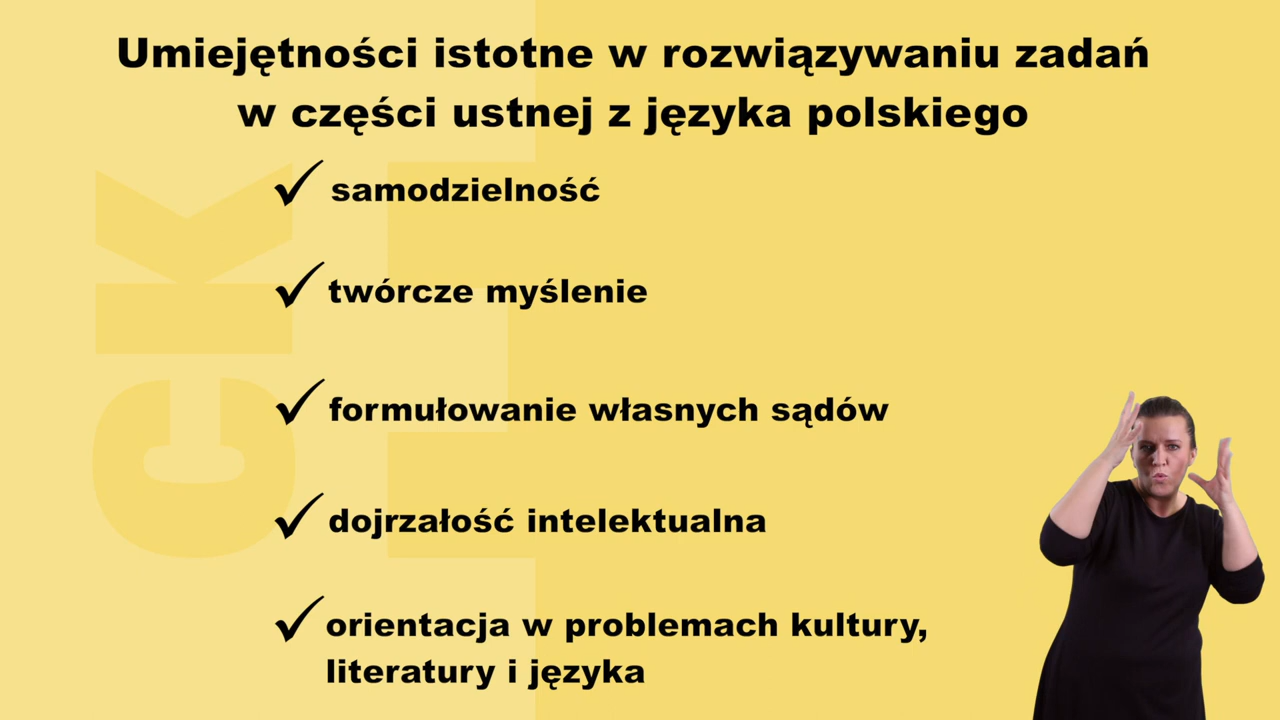 Umiejętności istotne w rozwiązywaniu zadań
w części ustnej z języka polskiego
samodzielność
twórcze myślenie
formułowanie własnych sądów
dojrzałość intelektualna
orientacja w problemach kultury,
literatury i języka
CK